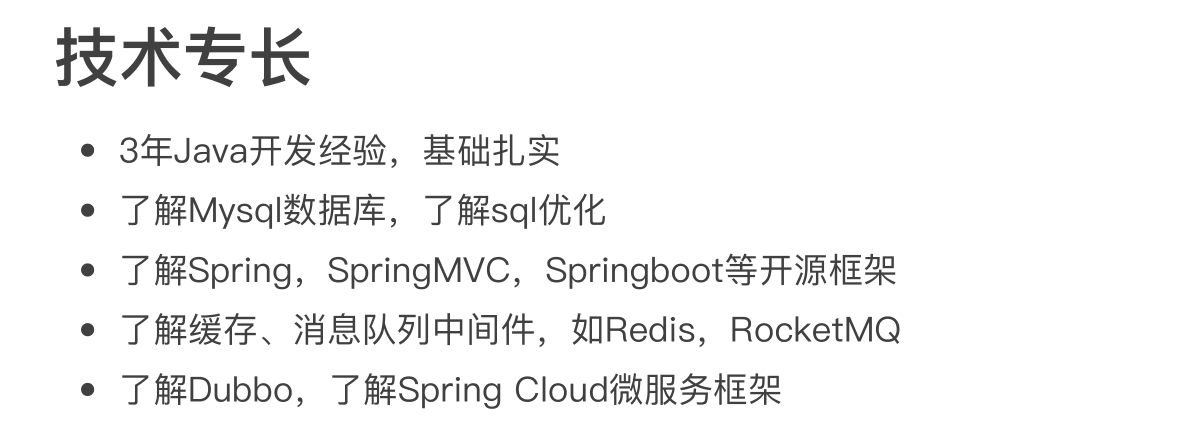 技术专长
3年Java开发经验，基础扎实
了解Mysql数据库，了解sql优化
了解Spring，SpringMVC，Springboot等开源框架
了解缓存、消息队列中间件，如Redis，RocketMQ
了解Dubbo，了解Spring Cloud微服务框架